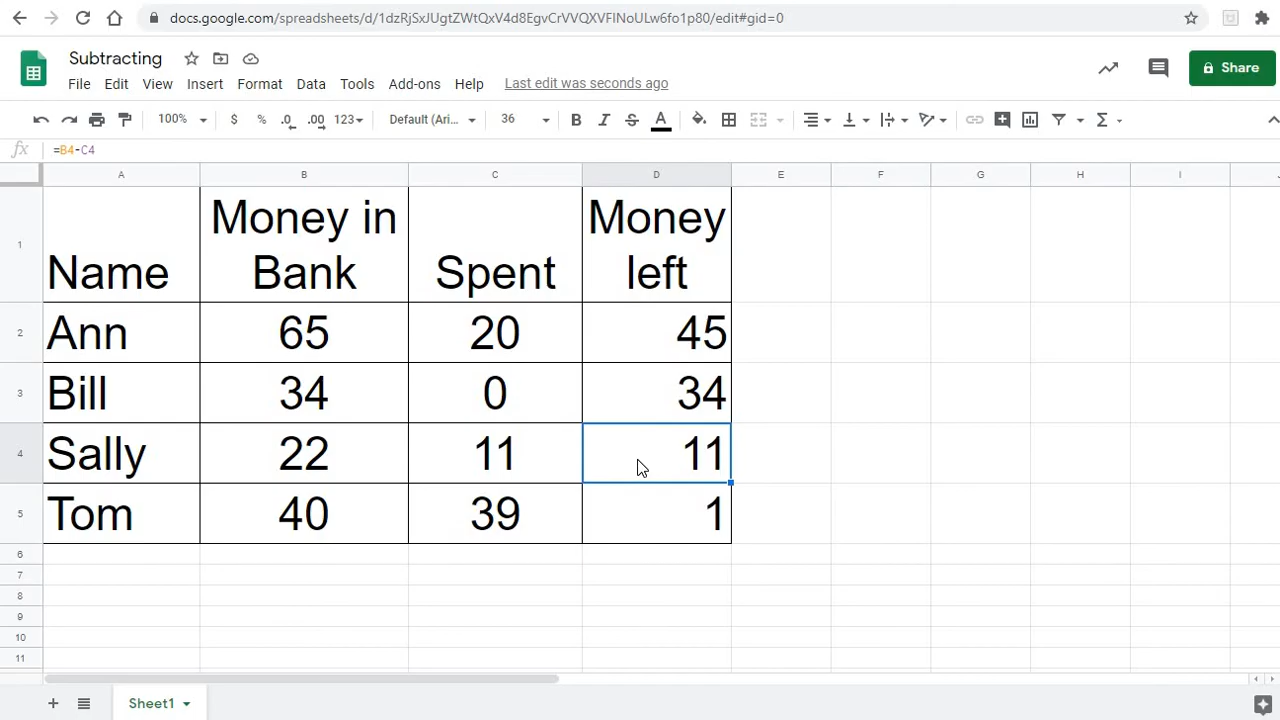 docs.google.com/spreadsheets/d/1dzRjSxJUgtZWtQxV4d8EgvCrVVQXVFINoULw6fo1p80/edit#gid=0
Subtracting
File Edit View Insert Format Data Tools Add-ons Help Last edit was seconds ago
Share
100% $ % .0 .00 123 Default (Ari... 36 B I S A Σ
fx =B4-C4
A B C D E F G H I
1 Name Money in Bank Spent Money left
2 Ann 65 20 45
3 Bill 34 0 34
4 Sally 22 11 11
5 Tom 40 39 1
6
7
8
9
10
11
Sheet1